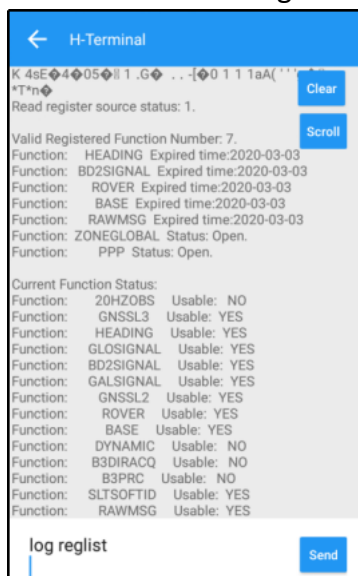 H-Terminal
*T*n�
Clear
Read register source status: 1.
Scroll
Valid Registered Function Number: 7.
Function: HEADING Expired time:2020-03-03
Function: BD2SIGNAL Expired time:2020-03-03
Function: ROVER Expired time:2020-03-03
Function: BASE Expired time:2020-03-03
Function: RAWMSG Expired time:2020-03-03
Function: ZONEGLOBAL Status: Open.
Function: PPP Status: Open.
Current Function Status:
Function: 20HZOBS Usable: NO
Function: GNSSL3 Usable: YES
Function: HEADING Usable: YES
Function: GLOSIGNAL Usable: YES
Function: BD2SIGNAL Usable: YES
Function: GALSIGNAL Usable: YES
Function: GNSSL2 Usable: YES
Function: ROVER Usable: YES
Function: BASE Usable: YES
Function: DYNAMIC Usable: NO
Function: B3DIRACQ Usable: NO
Function: B3PRC Usable: NO
Function: SLTSOFTID Usable: YES
Function: RAWMSG Usable: YES
log reglist
Send